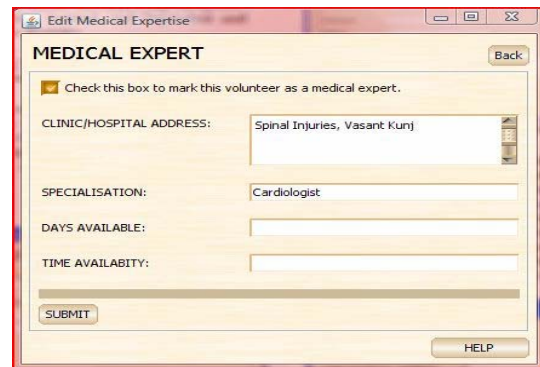 Edit Medical Expertise
MEDICAL EXPERT
Back
Check this box to mark this volunteer as a medical expert.
CLINIC/HOSPITAL ADDRESS:
Spinal Injuries, Vasant Kunj
SPECIALISATION:
Cardiologist
DAYS AVAILABLE:
TIME AVAILABITY:
SUBMIT
HELP